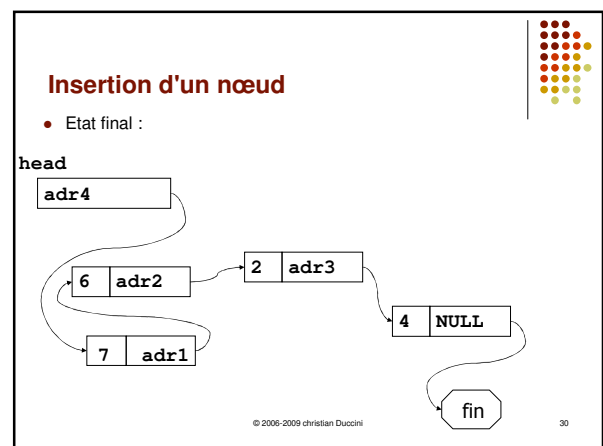 Insertion d'un nœud
• Etat final :
head
adr4
6 adr2
2 adr3
7 adr1
4 NULL
fin
© 2006-2009 christian Duccini
30